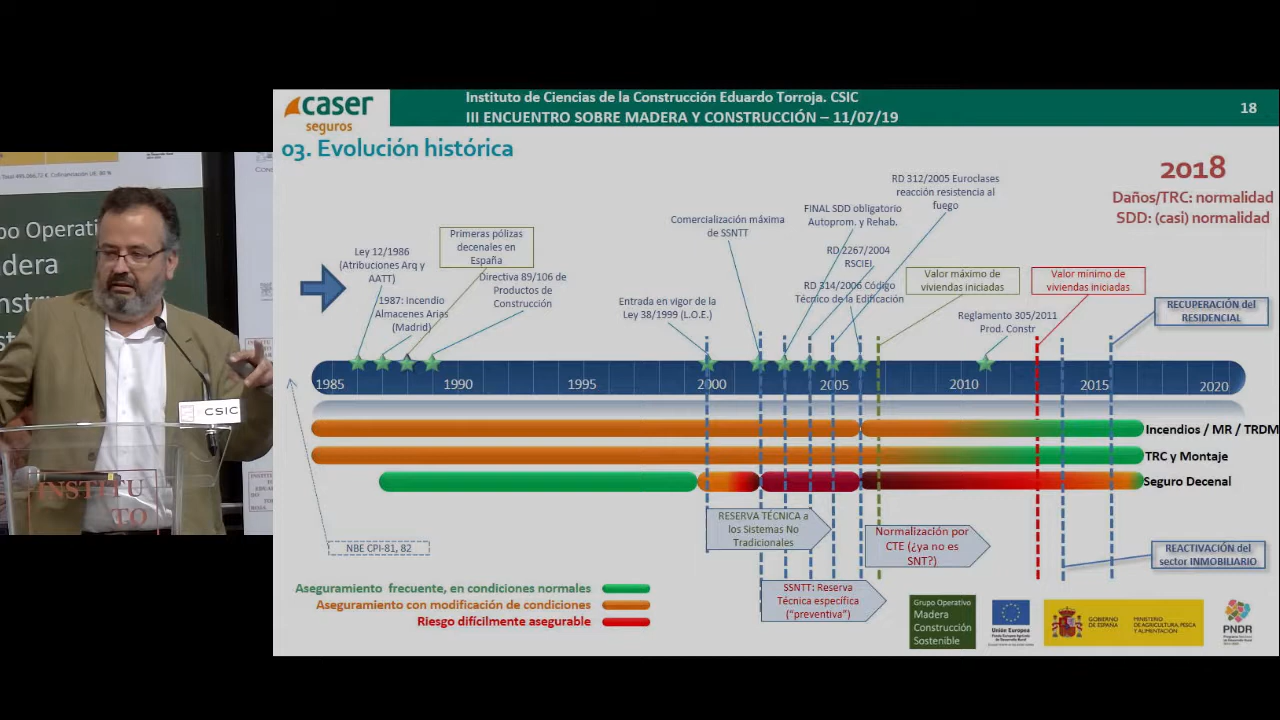 caser
seguros
Instituto de Ciencias de la Construcción Eduardo Torroja. CSIC
III ENCUENTRO SOBRE MADERA Y CONSTRUCCIÓN – 11/07/19
18
03. Evolución histórica
2018
Daños/TRC: normalidad
SDD: (casi) normalidad
RD 312/2005 Euroclases
reacción resistencia al
fuego
FINAL SDD obligatorio
Autoprom. y Rehab.
Comercialización máxima
de SSNTT
Primeras pólizas
decenales en
España
Ley 12/1986
(Atribuciones Arq y
AATT)
RD 2267/2004
RSCIEI.
Directiva 89/106 de
Productos de
Construcción
Valor máximo de
viviendas iniciadas
Valor mínimo de
viviendas iniciadas
RD 314/2006 Código
Técnico de la Edificación
1987: Incendio
Almacenes Arias
(Madrid)
Entrada en vigor de la
Ley 38/1999 (L.O.E.)
RECUPERACIÓN del
RESIDENCIAL
Reglamento 305/2011
Prod. Constr
1985
1990
1995
2000
2005
2010
2015
2020
Incendios / MR / TRDM
TRC y Montaje
Seguro Decenal
RESERVA TÉCNICA a
los Sistemas No
Tradicionales
Normalización por
CTE (¿ya no es
SNT?)
NBE CPI-81, 82
REACTIVACIÓN del
sector INMOBILIARIO
SSNTT: Reserva
Técnica específica
("preventiva")
Aseguramiento frecuente, en condiciones normales
Aseguramiento con modificación de condiciones
Riesgo difícilmente asegurable
Grupo Operativo
Madera
Construcción
Sostenible
Unión Europea
GOBIERNO
DE ESPAÑA
MINISTERIO
DE AGRICULTURA, PESCA
Y ALIMENTACIÓN
PNDR
upo Operati
adera
onstru
CSIC
INSTITU
TO